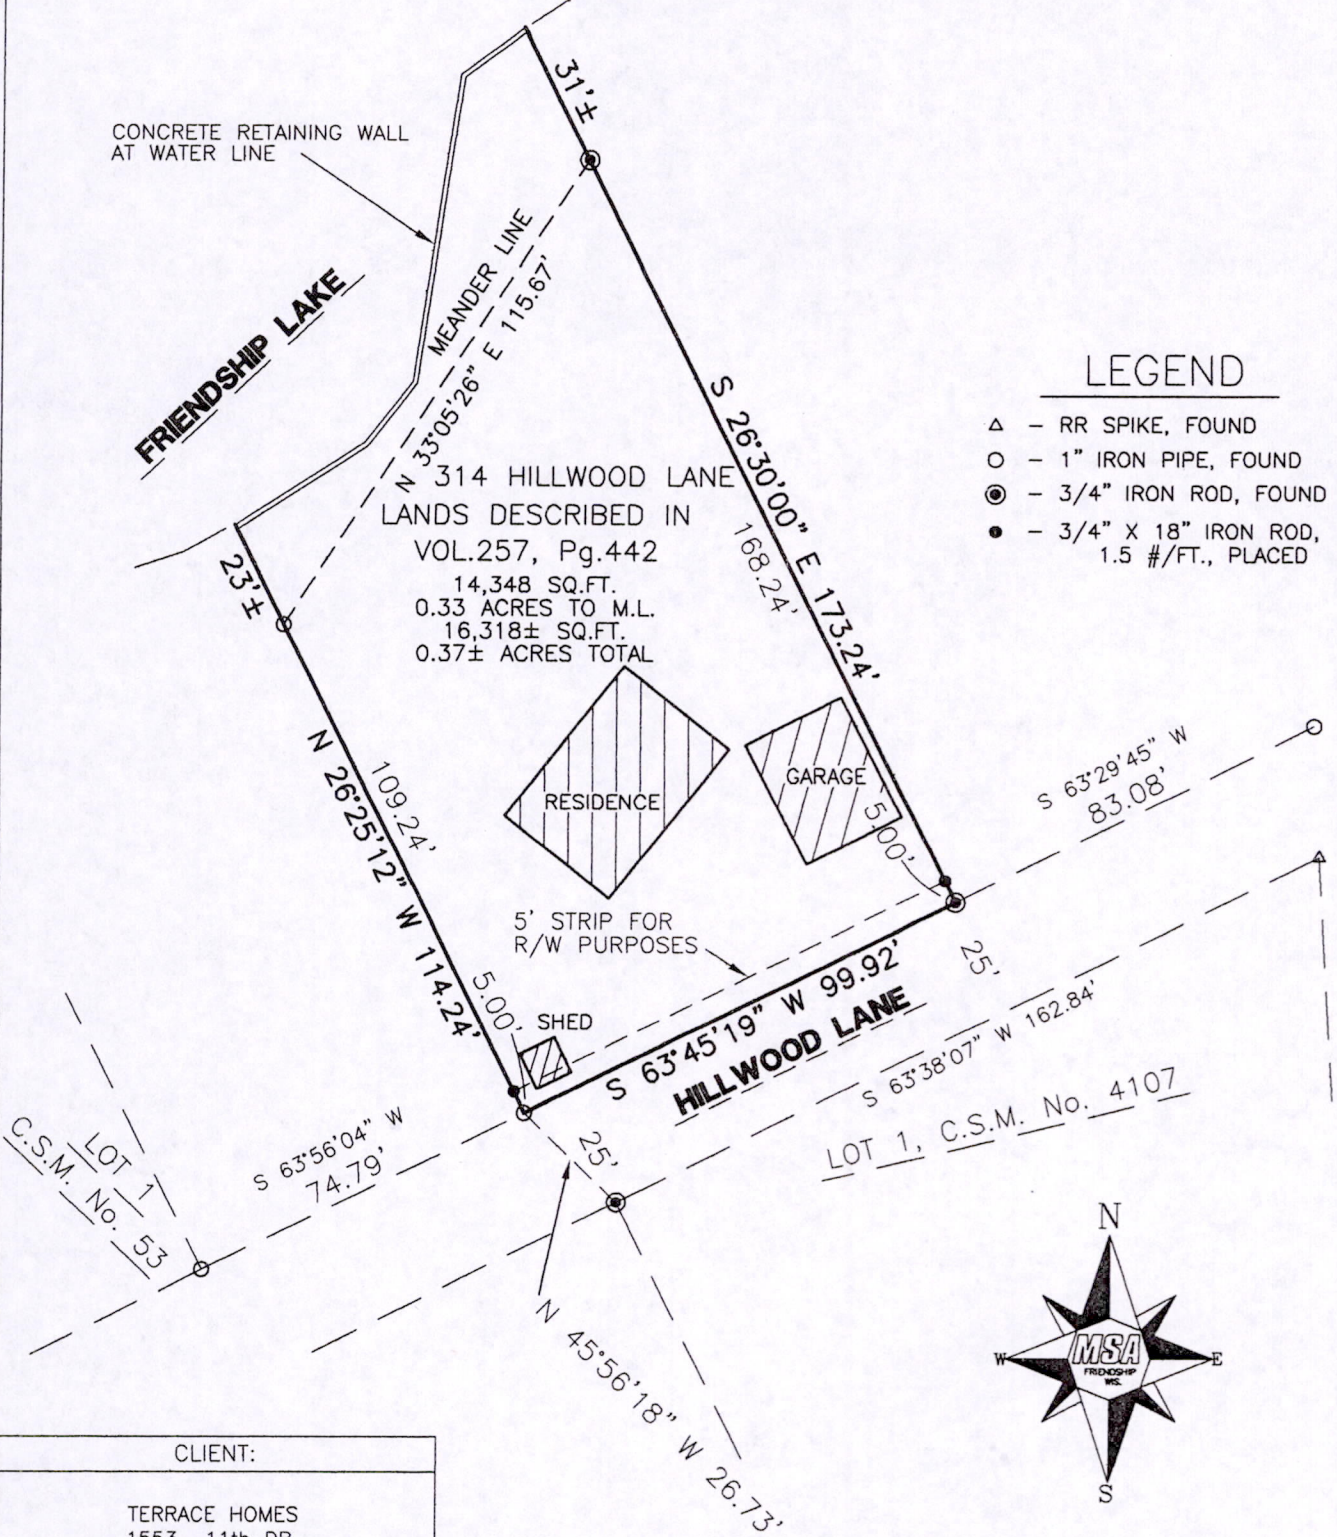 31'±
CONCRETE RETAINING WALL
AT WATER LINE
MEANDER LINE
N 33°05'26" E 115.67'
FRIENDSHIP LAKE
S 26°30'00" E 173.24'
168.24'
LEGEND
△ – RR SPIKE, FOUND
○ – 1" IRON PIPE, FOUND
◉ – 3/4" IRON ROD, FOUND
● – 3/4" X 18" IRON ROD,
1.5 #/FT., PLACED
314 HILLWOOD LANE
LANDS DESCRIBED IN
VOL.257, Pg.442
14,348 SQ.FT.
0.33 ACRES TO M.L.
16,318± SQ.FT.
0.37± ACRES TOTAL
23'±
N 26°25'12" W 114.24'
109.24'
RESIDENCE
GARAGE
5.00'
S 63°29'45" W
83.08'
5' STRIP FOR
R/W PURPOSES
5.00'
SHED
S 63°45'19" W 99.92'
HILLWOOD LANE
25'
S 63°38'07" W 162.84'
LOT 1, C.S.M. No. 4107
LOT 1
C.S.M. No. 53
S 63°56'04" W
74.79'
25'
N 45°56'18" W 26.73'
N
W
MSA
FRIENDSHIP
WIS.
E
S
CLIENT:
TERRACE HOMES
1553 11th DR